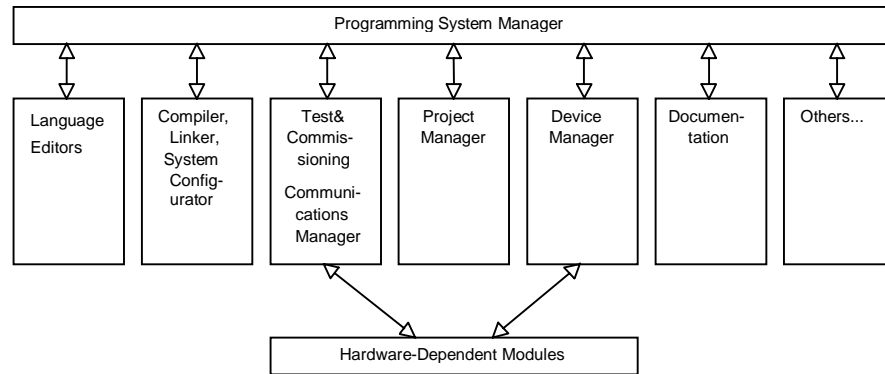 Programming System Manager
Language
Editors
Compiler,
Linker,
System
Config-
urator
Test&
Commis-
sioning
Communi-
cations
Manager
Project
Manager
Device
Manager
Documen-
tation
Others...
Hardware-Dependent Modules